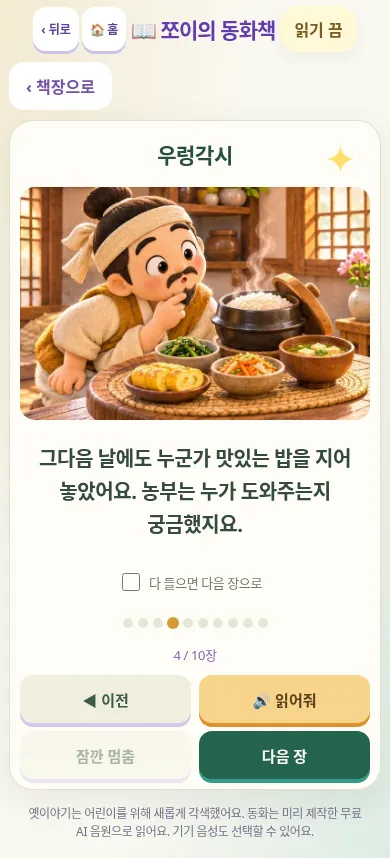 ‹ 뒤로
🏠 홈
📖 쪼이의 동화책
읽기 끔
‹ 책장으로
우렁각시
그다음 날에도 누군가 맛있는 밥을 지어
놓았어요. 농부는 누가 도와주는지
궁금했지요.
다 들으면 다음 장으로
4 / 10장
◀ 이전
🔊 읽어줘
잠깐 멈춤
다음 장
옛이야기는 어린이를 위해 새롭게 각색했어요. 동화는 미리 제작한 무료
AI 음원으로 읽어요. 기기 음성도 선택할 수 있어요.